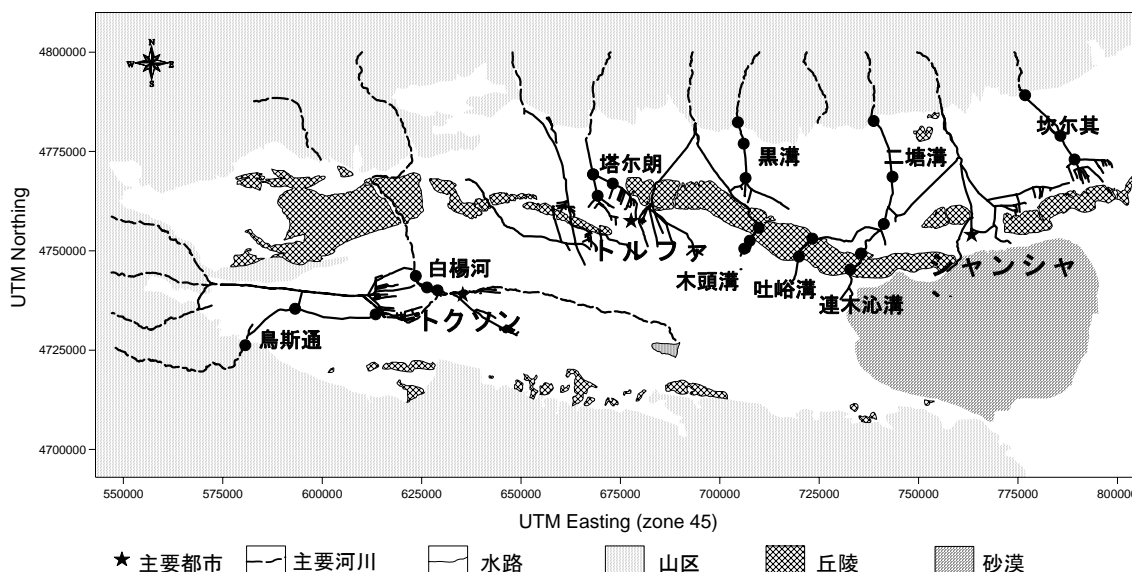 N
W E
S
4800000
4775000
4750000
4725000
4700000
UTM Northing
坎尔其
黒溝
二塘溝
塔尔朗
トルファ
シャンシャ
木頭溝
吐峪溝
連木沁溝
白楊河
トクソン
鳥斯通
550000 575000 600000 625000 650000 675000 700000 725000 750000 775000 800000
UTM Easting (zone 45)
主要都市 主要河川 水路 山区 丘陵 砂漠